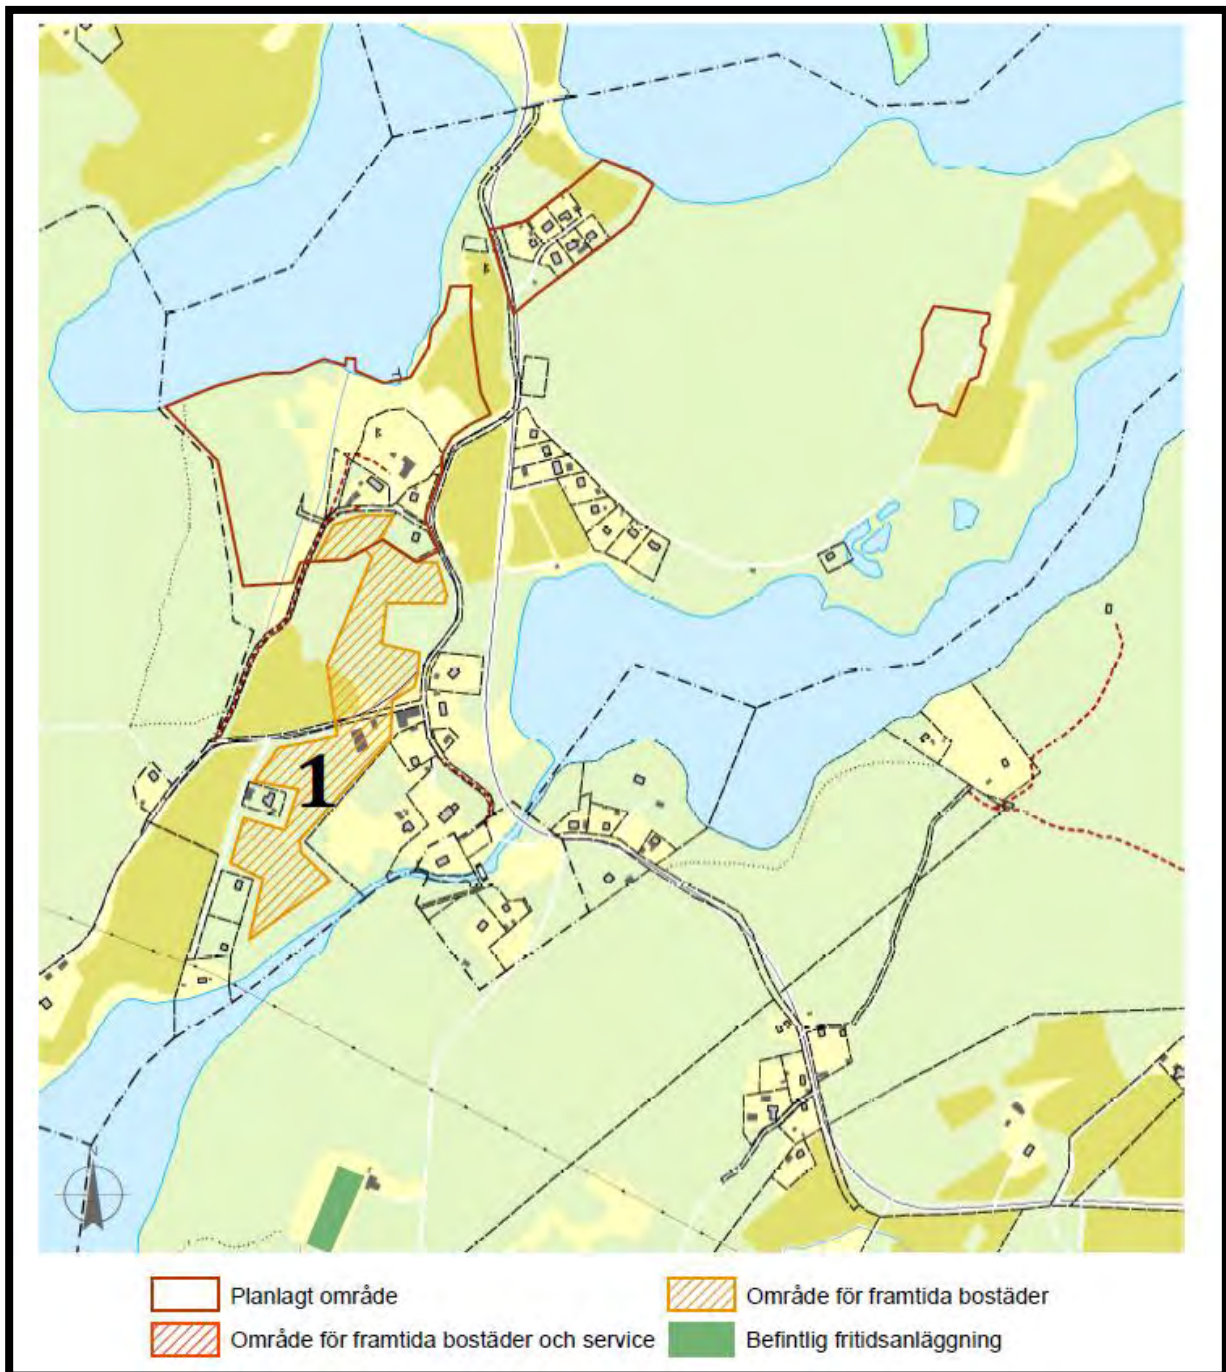 1
N
Planlagt område
Område för framtida bostäder
Område för framtida bostäder och service
Befintlig fritidsanläggning